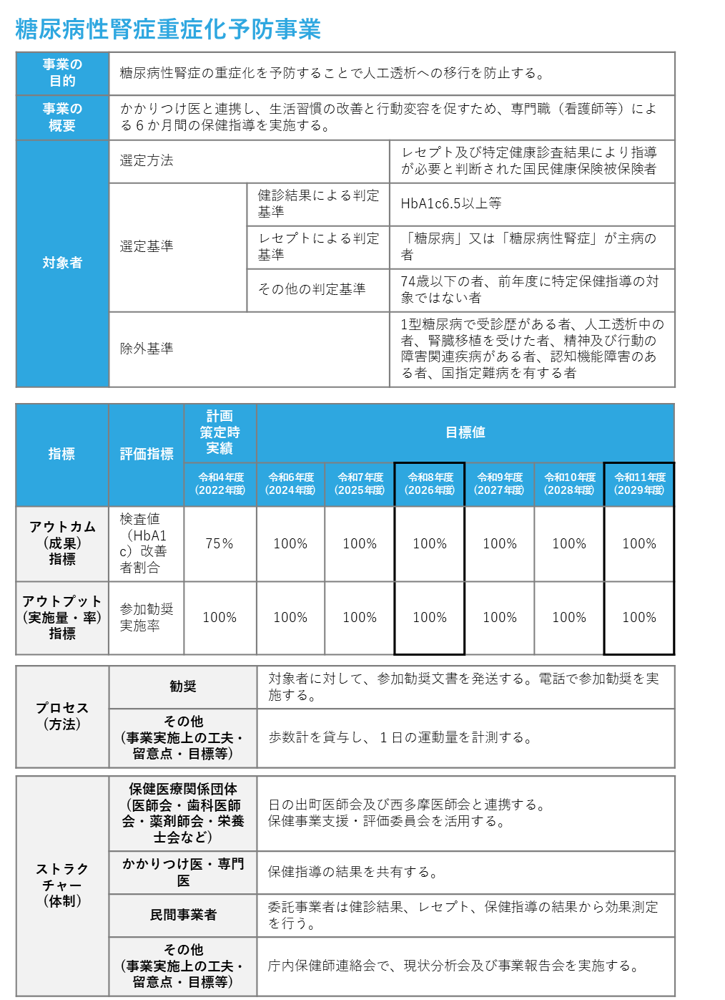 糖尿病性腎症重症化予防事業
事業の
目的
糖尿病性腎症の重症化を予防することで人工透析への移行を防止する。
事業の
概要
かかりつけ医と連携し、生活習慣の改善と行動変容を促すため、専門職（看護師等）によ
る６か月間の保健指導を実施する。
対象者
選定方法
レセプト及び特定健康診査結果により指導
が必要と判断された国民健康保険被保険者
選定基準
健診結果による判定
基準
HbA1c6.5以上等
レセプトによる判定
基準
「糖尿病」又は「糖尿病性腎症」が主病の
者
その他の判定基準
74歳以下の者、前年度に特定保健指導の対
象ではない者
除外基準
1型糖尿病で受診歴がある者、人工透析中の
者、腎臓移植を受けた者、精神及び行動の
障害関連疾病がある者、認知機能障害のあ
る者、国指定難病を有する者
指標
評価指標
計画
策定時
実績
目標値
令和4年度
（2022年度）
令和6年度
（2024年度）
令和7年度
（2025年度）
令和8年度
（2026年度）
令和9年度
（2027年度）
令和10年度
（2028年度）
令和11年度
（2029年度）
アウトカム
(成果)
指標
検査値
（HbA1
c）改善
者割合
75%
100%
100%
100%
100%
100%
100%
アウトプット
(実施量・率)
指標
参加勧奨
実施率
100%
100%
100%
100%
100%
100%
100%
プロセス
(方法)
勧奨
対象者に対して、参加勧奨文書を発送する。電話で参加勧奨を実
施する。
その他
(事業実施上の工夫・
留意点・目標等)
歩数計を貸与し、１日の運動量を計測する。
ストラク
チャー
(体制)
保健医療関係団体
(医師会・歯科医師
会・薬剤師会・栄養
士会など)
日の出町医師会及び西多摩医師会と連携する。
保健事業支援・評価委員会を活用する。
かかりつけ医・専門
医
保健指導の結果を共有する。
民間事業者
委託事業者は健診結果、レセプト、保健指導の結果から効果測定
を行う。
その他
(事業実施上の工夫・
留意点・目標等)
庁内保健師連絡会で、現状分析会及び事業報告会を実施する。